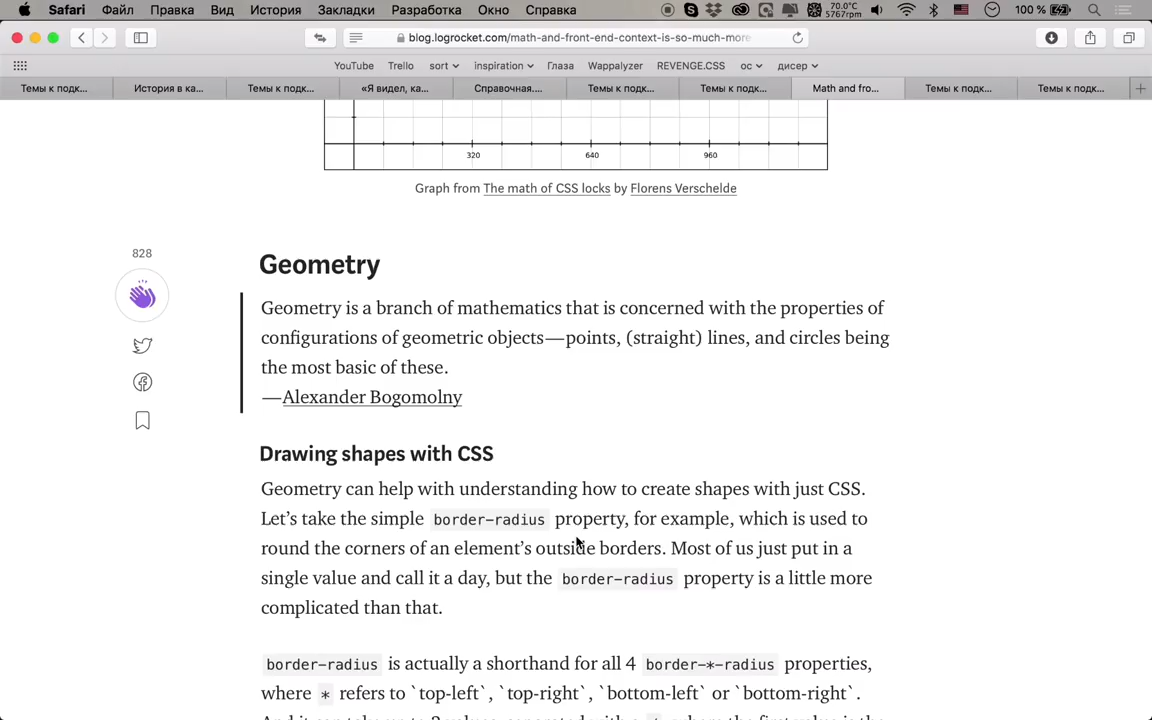 Safari Файл Правка Вид История Закладки Разработка Окно Справка 70.0°C 5767rpm 100 %
blog.logrocket.com/math-and-front-end-context-is-so-much-more-
YouTube Trello sort inspiration Глаза Wappalyzer REVENGE.CSS ос дисер
Темы к подк... История в ка... Темы к подк... «Я видел, ка... Справочная.... Темы к подк... Темы к подк... Math and fro... Темы к подк... Темы к подк...
320 640 960
Graph from The math of CSS locks by Florens Verschelde
828
Geometry
Geometry is a branch of mathematics that is concerned with the properties of
configurations of geometric objects—points, (straight) lines, and circles being
the most basic of these.
—Alexander Bogomolny
Drawing shapes with CSS
Geometry can help with understanding how to create shapes with just CSS.
Let’s take the simple border-radius property, for example, which is used to
round the corners of an element’s outside borders. Most of us just put in a
single value and call it a day, but the border-radius property is a little more
complicated than that.
border-radius is actually a shorthand for all 4 border-*-radius properties,
where * refers to `top-left`, `top-right`, `bottom-left` or `bottom-right`.